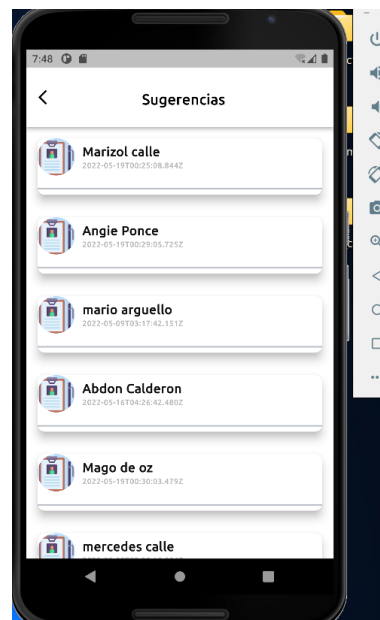 7:48
Sugerencias
Marizol calle
2022-05-19T00:25:08.844Z
Angie Ponce
2022-05-19T00:29:05.725Z
mario arguello
2022-05-09T03:17:42.151Z
Abdon Calderon
2022-05-16T04:26:42.480Z
Mago de oz
2022-05-19T00:30:03.479Z
mercedes calle